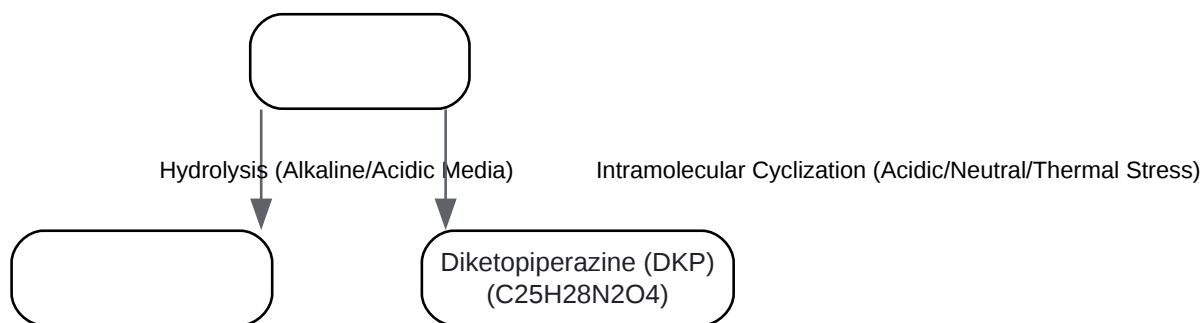 Hydrolysis (Alkaline/Acidic Media)
Intramolecular Cyclization (Acidic/Neutral/Thermal Stress)
Diketopiperazine (DKP)
(C25H28N2O4)